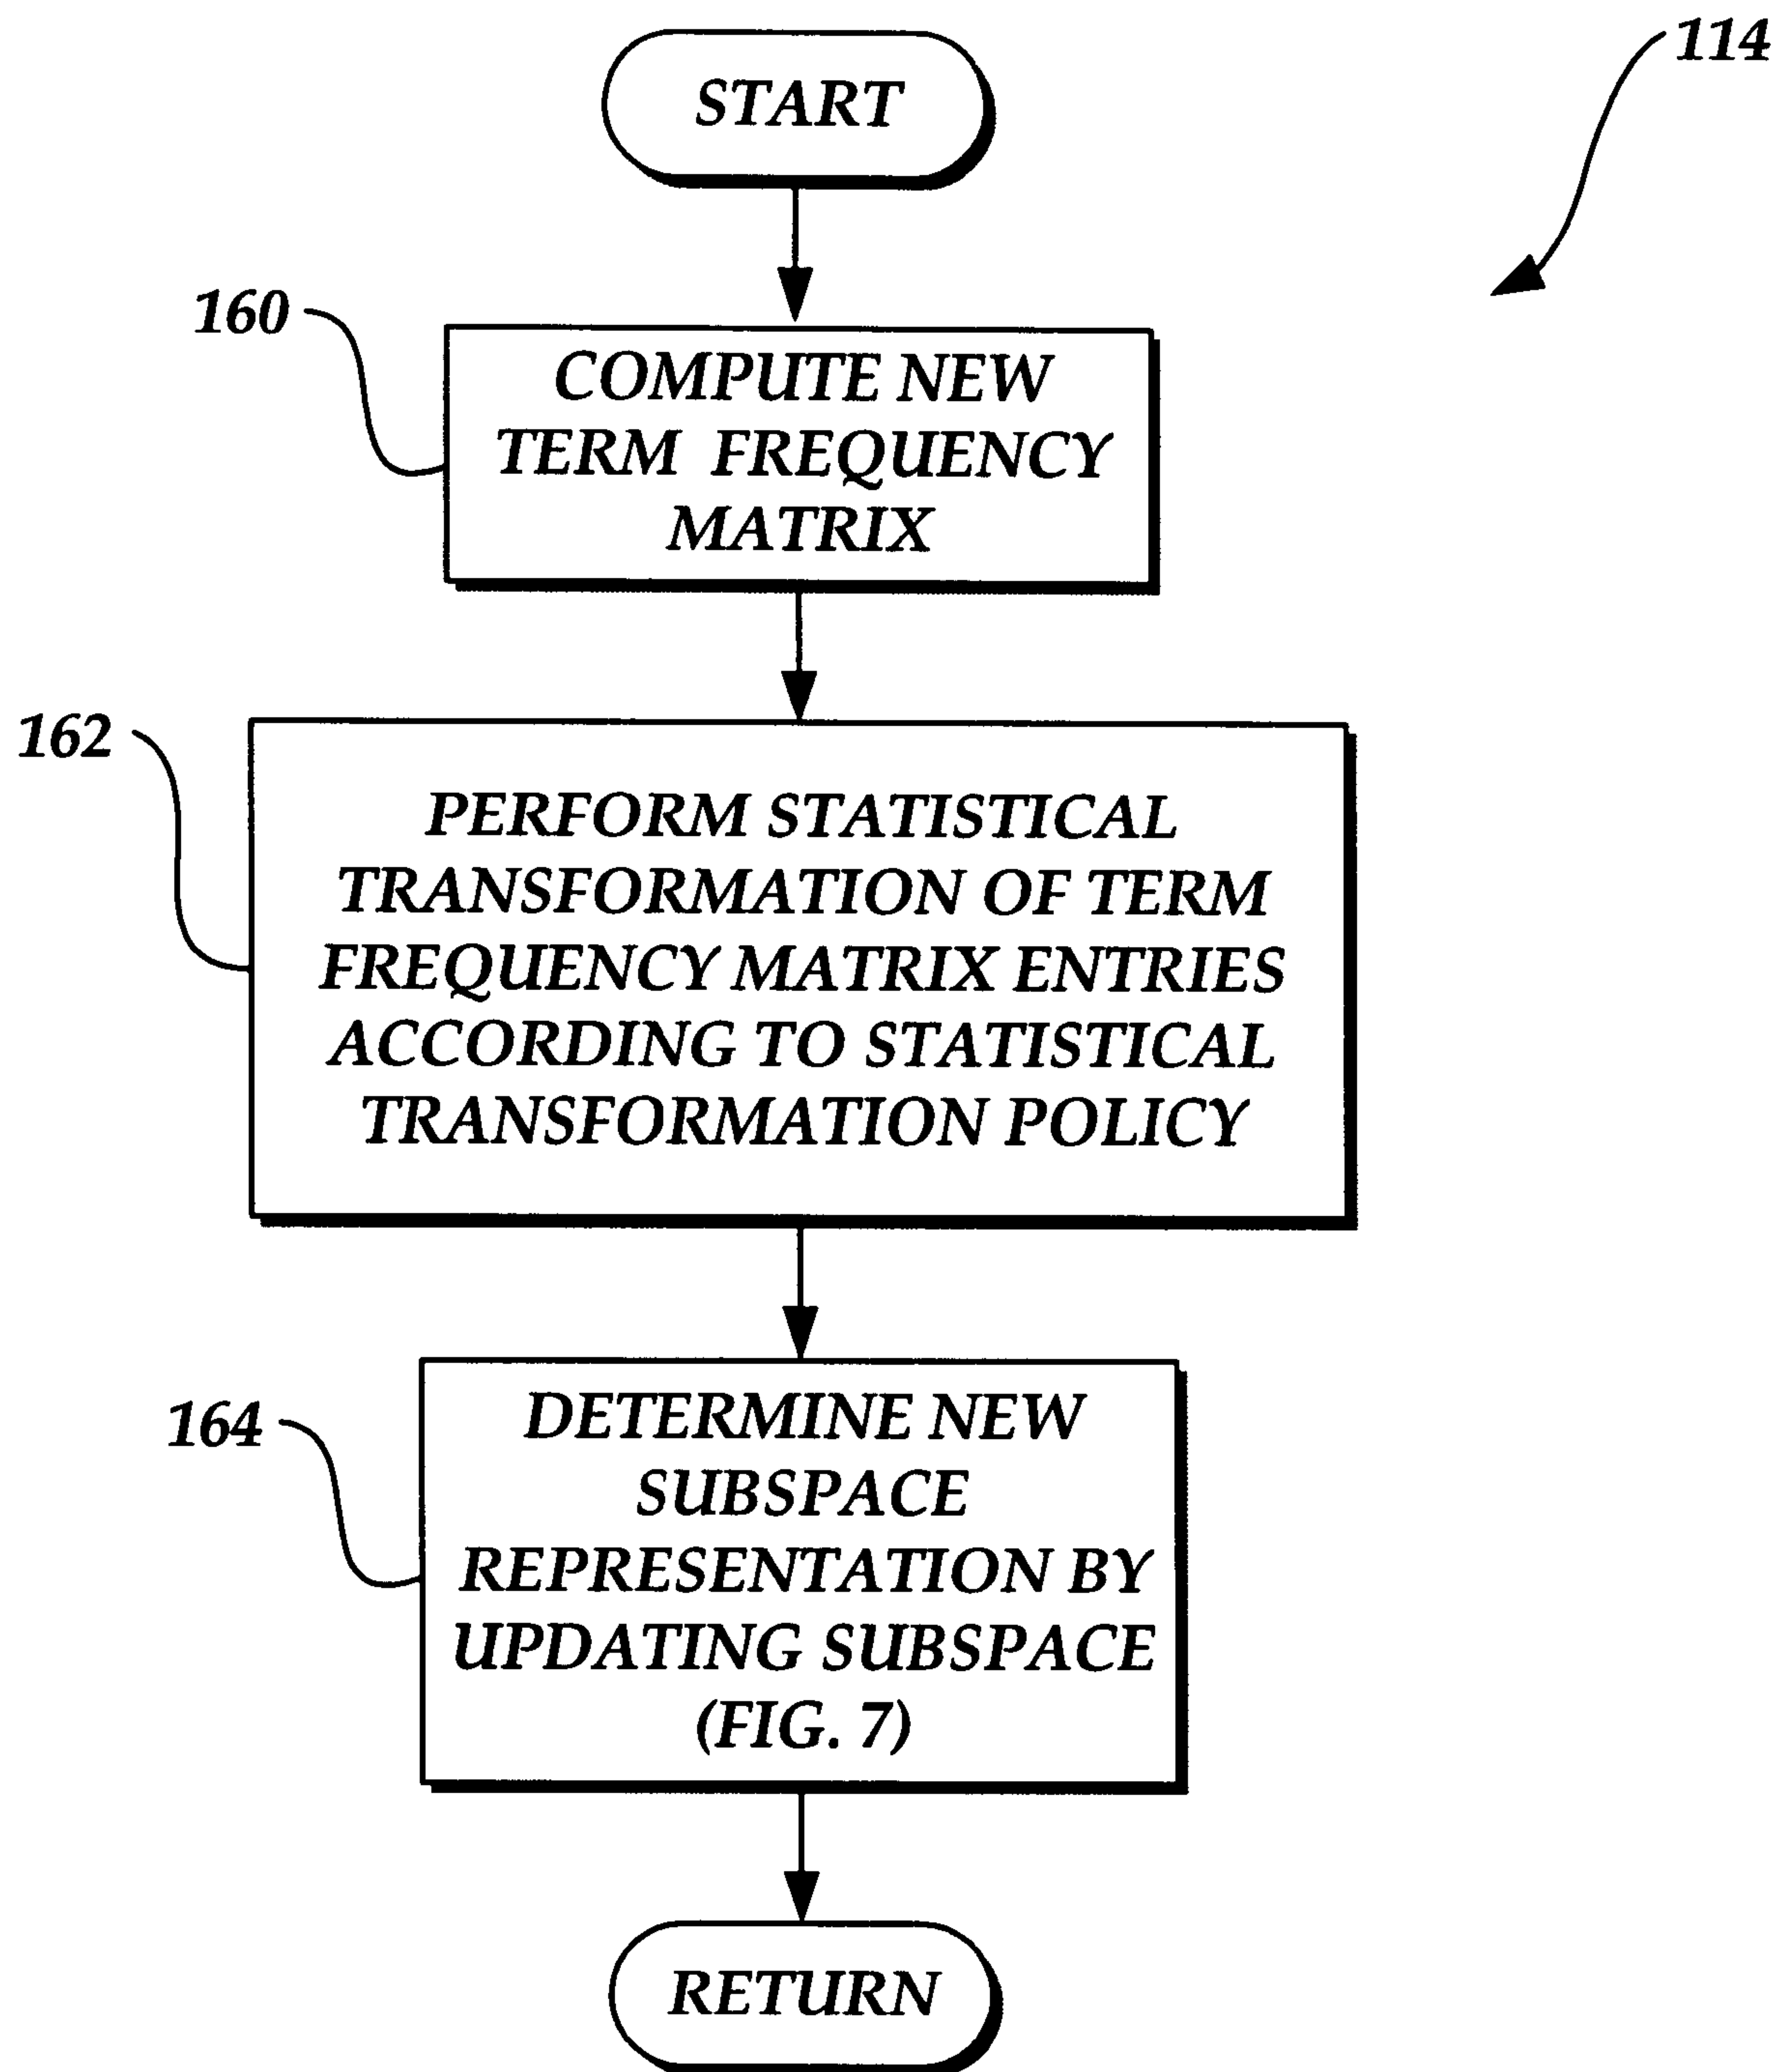 114
START
160
COMPUTE NEW
TERM FREQUENCY
MATRIX
162
PERFORM STATISTICAL
TRANSFORMATION OF TERM
FREQUENCY MATRIX ENTRIES
ACCORDING TO STATISTICAL
TRANSFORMATION POLICY
164
DETERMINE NEW
SUBSPACE
REPRESENTATION BY
UPDATING SUBSPACE
(FIG. 7)
RETURN